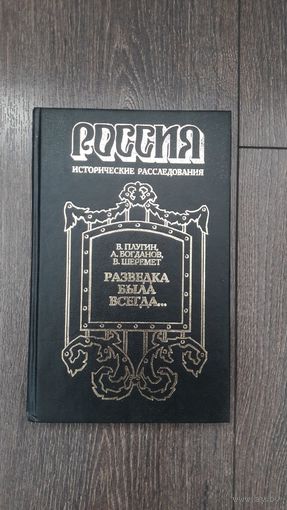 РОССИЯ
ИСТОРИЧЕСКИЕ РАССЛЕДОВАНИЯ
В. ПЛУГИН,
А. БОГДАНОВ,
В. ШЕРЕМЕТ
РАЗВЕДКА
БЫЛА
ВСЕГДА...